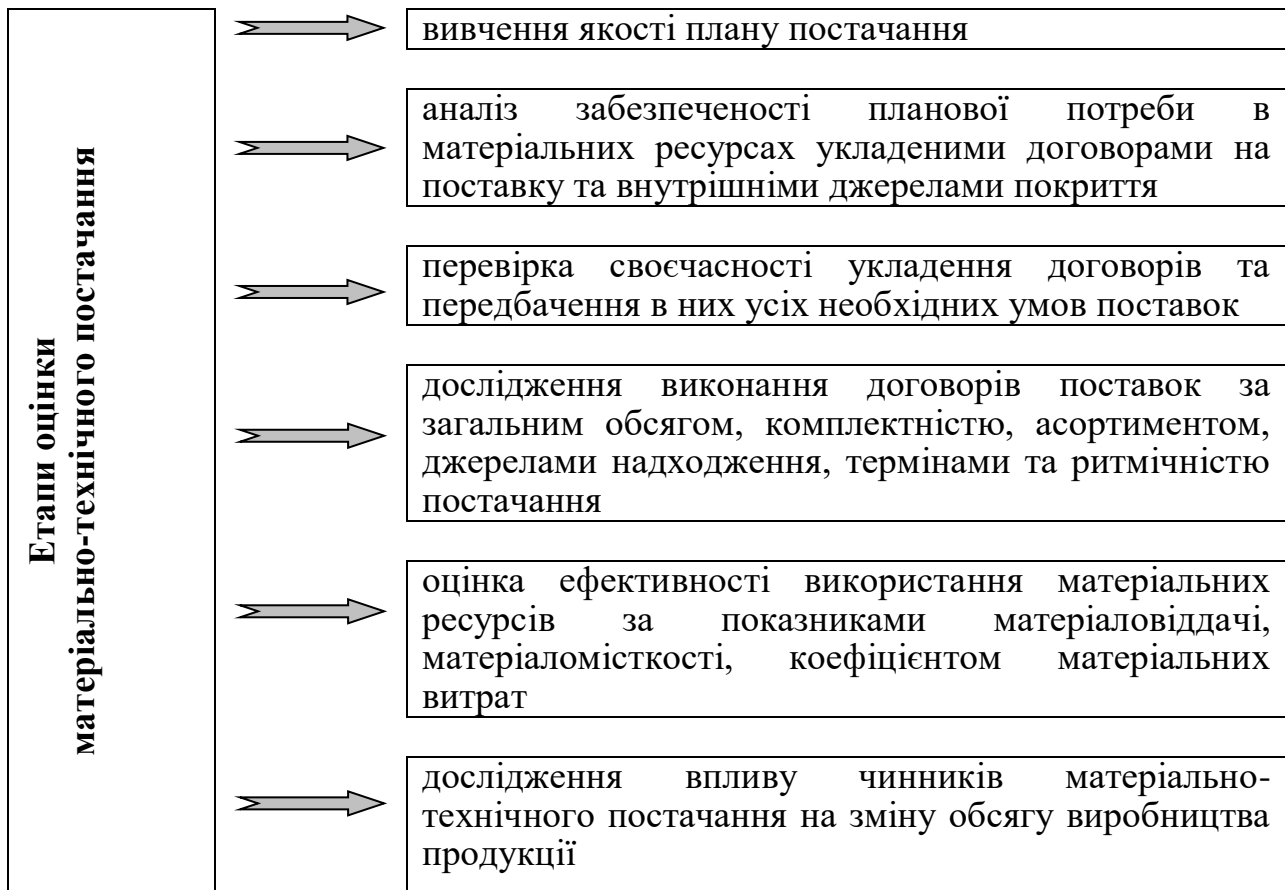 Етапи оцінки
матеріально-технічного постачання
вивчення якості плану постачання
аналіз забезпеченості планової потреби в
матеріальних ресурсах укладеними договорами на
поставку та внутрішніми джерелами покриття
перевірка своєчасності укладення договорів та
передбачення в них усіх необхідних умов поставок
дослідження виконання договорів поставок за
загальним обсягом, комплектністю, асортиментом,
джерелами надходження, термінами та ритмічністю
постачання
оцінка ефективності використання матеріальних
ресурсів за показниками матеріаловіддачі,
матеріаломісткості, коефіцієнтом матеріальних
витрат
дослідження впливу чинників матеріально-
технічного постачання на зміну обсягу виробництва
продукції